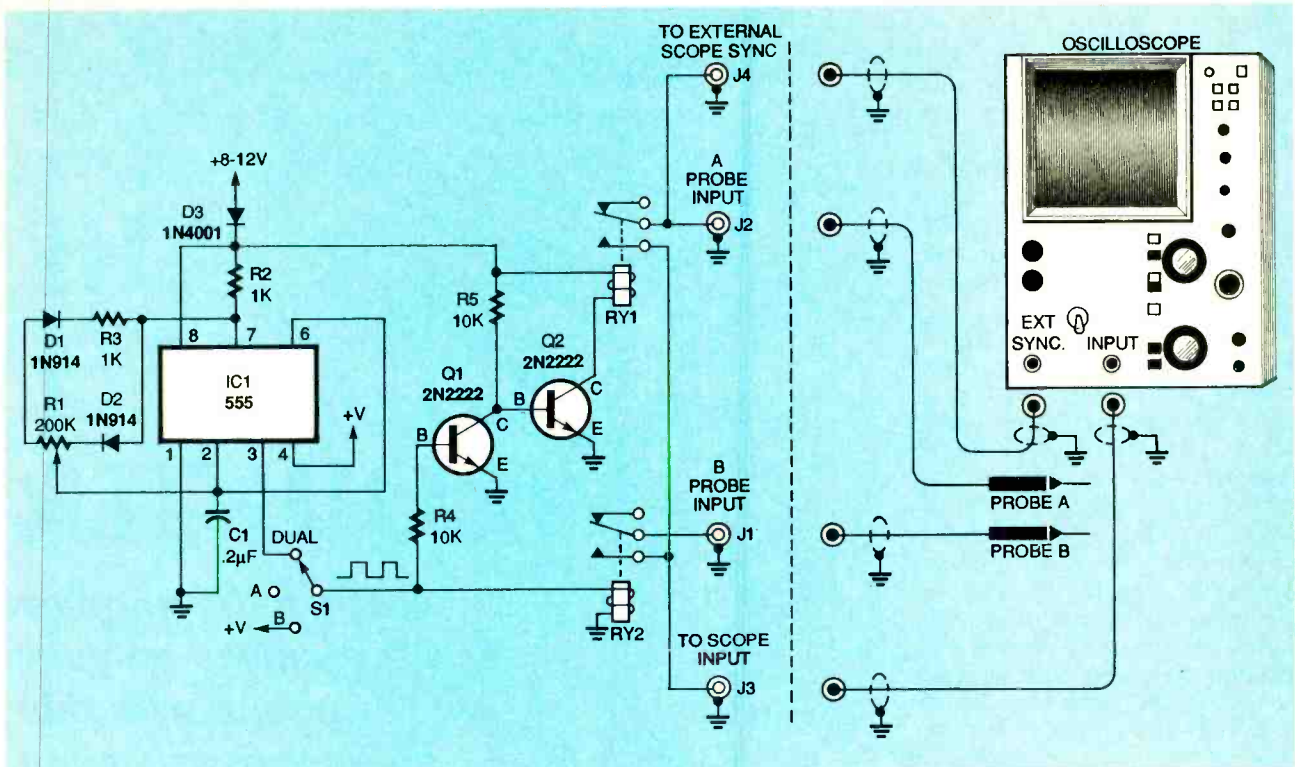 TO EXTERNAL
SCOPE SYNC
J4
OSCILLOSCOPE
+8-12V
D3
1N4001
A
PROBE
INPUT
J2
R2
1K
R5
10K
RY1
D1
1N914
R3
1K
8
7
6
IC1
555
R1
200K
D2
1N914
+V
1
2
3
4
Q1
2N2222
B
C
E
Q2
2N2222
B
C
E
EXT
SYNC.
INPUT
B
PROBE
INPUT
J1
PROBE A
PROBE B
C1
.2µF
DUAL
A
B
+V
S1
R4
10K
RY2
TO SCOPE
INPUT
J3